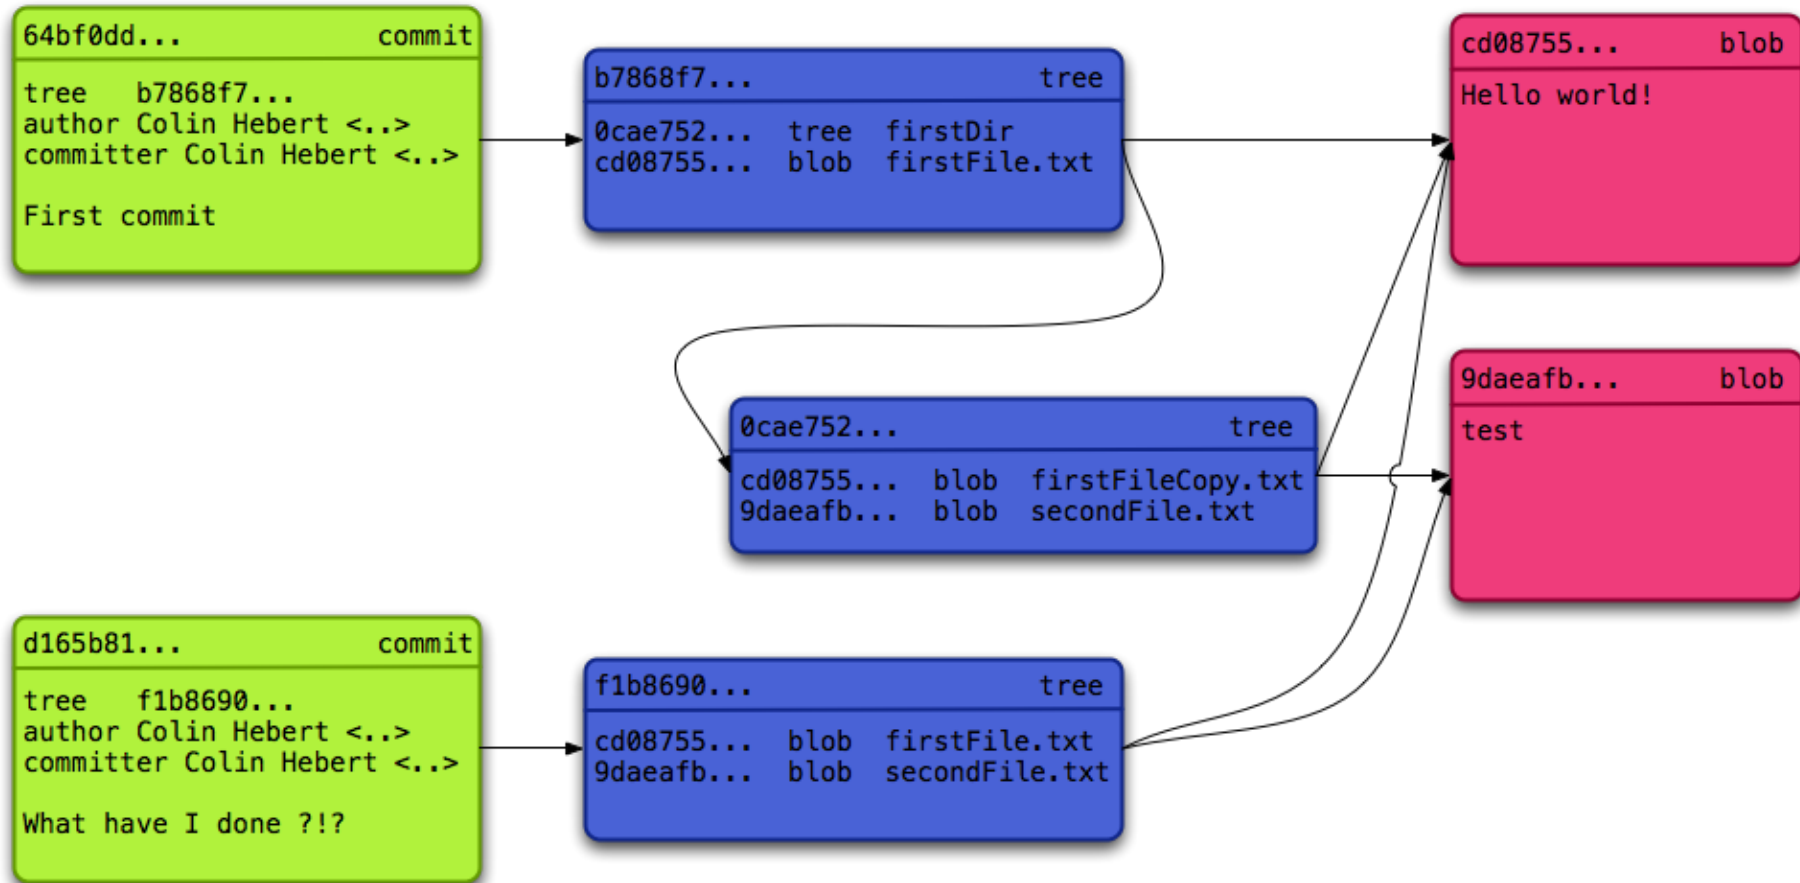 64bf0dd... commit
tree b7868f7...
author Colin Hebert <..>
committer Colin Hebert <..>
First commit
b7868f7... tree
0cae752... tree firstDir
cd08755... blob firstFile.txt
cd08755... blob
Hello world!
0cae752... tree
cd08755... blob firstFileCopy.txt
9daeafb... blob secondFile.txt
9daeafb... blob
test
d165b81... commit
tree f1b8690...
author Colin Hebert <..>
committer Colin Hebert <..>
What have I done ?!?
f1b8690... tree
cd08755... blob firstFile.txt
9daeafb... blob secondFile.txt